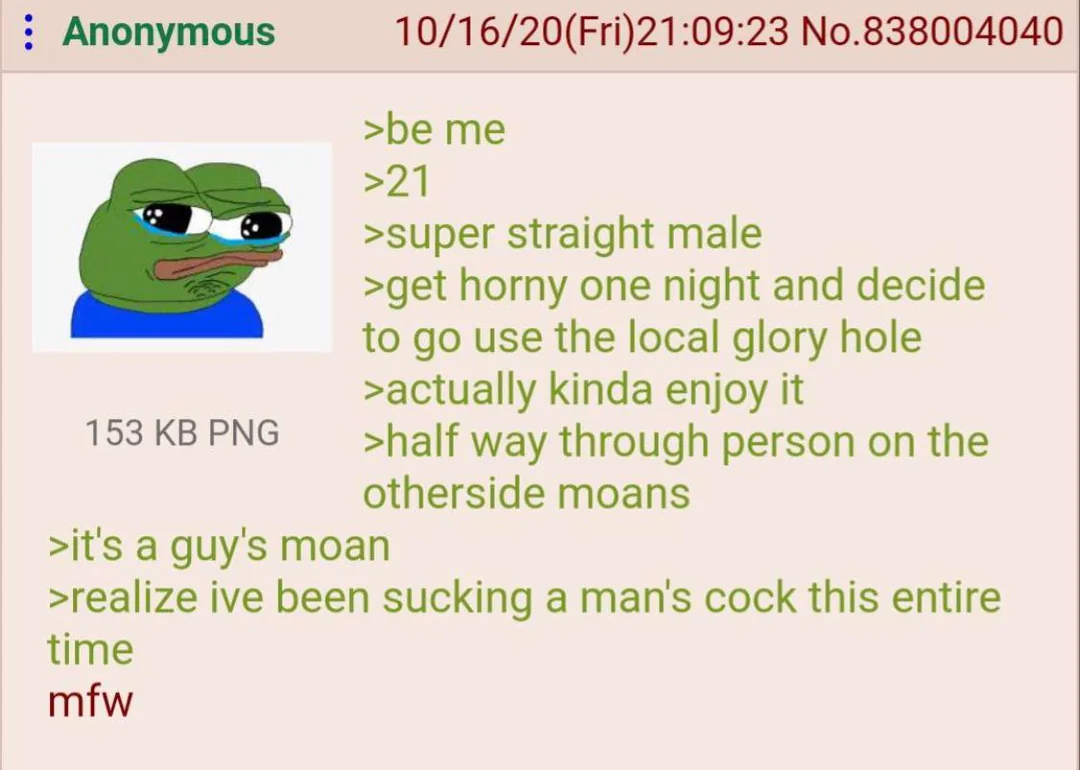 Anonymous 10/16/20(Fri)21:09:23 No.838004040
>be me
>21
>super straight male
>get horny one night and decide
to go use the local glory hole
>actually kinda enjoy it
153 KB PNG
>half way through person on the
otherside moans
>it's a guy's moan
>realize ive been sucking a man's cock this entire
time
mfw